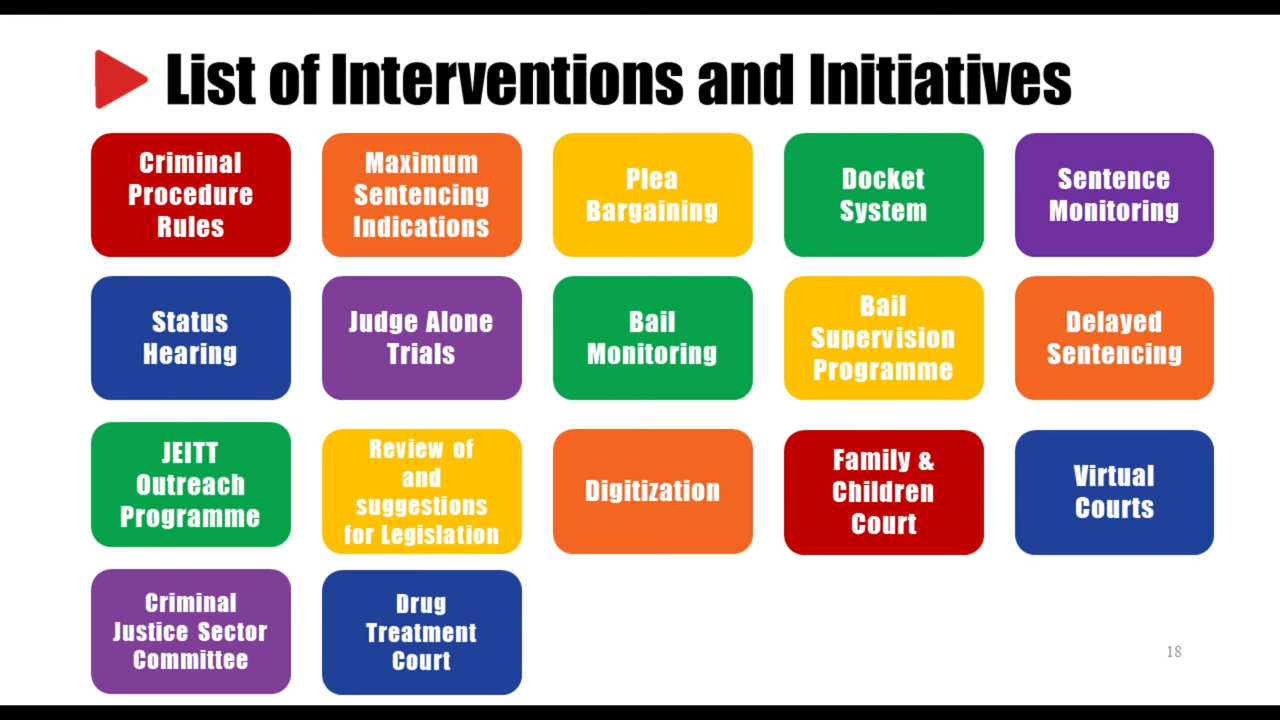 List of Interventions and Initiatives
Criminal
Procedure
Rules
Maximum
Sentencing
Indications
Plea
Bargaining
Docket
System
Sentence
Monitoring
Status
Hearing
Judge Alone
Trials
Bail
Monitoring
Bail
Supervision
Programme
Delayed
Sentencing
JEITT
Outreach
Programme
Review of
and
suggestions
for Legislation
Digitization
Family &
Children
Court
Virtual
Courts
Criminal
Justice Sector
Committee
Drug
Treatment
Court
18